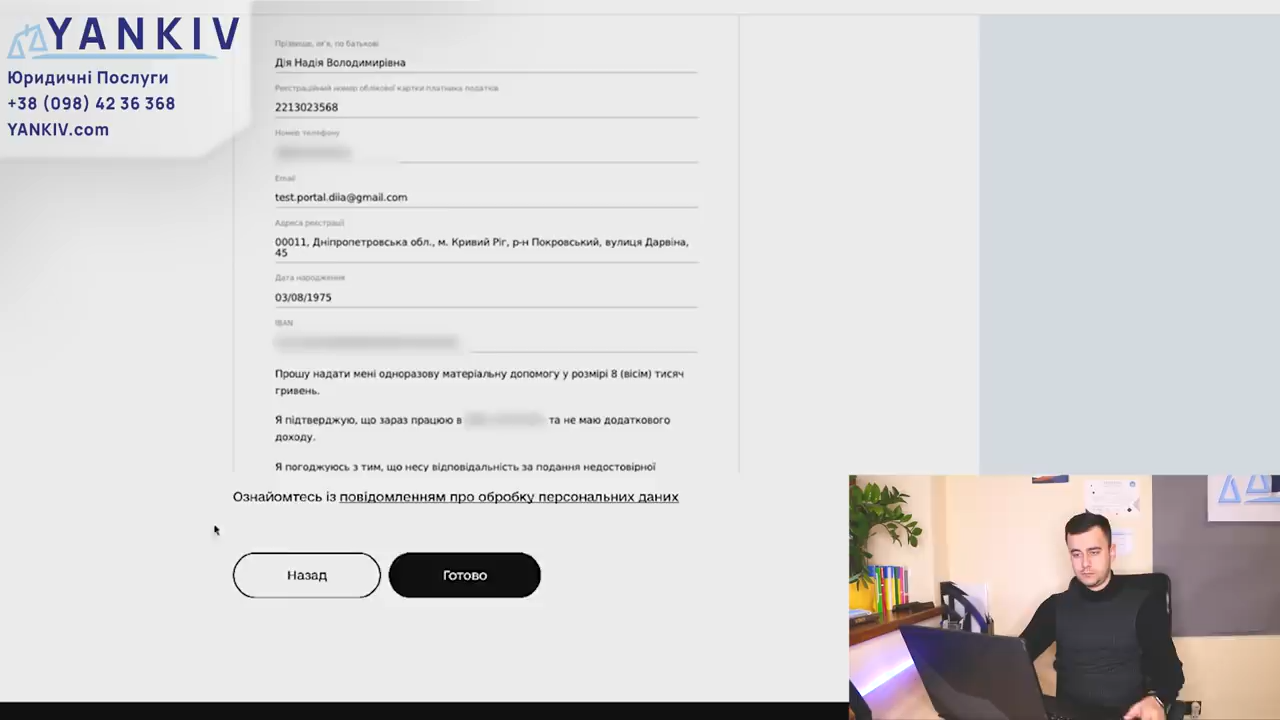 YANKIV
Юридичні Послуги
+38 (098) 42 36 368
YANKIV.com
Прізвище, ім'я, по батькові
Дія Надія Володимирівна
Реєстраційний номер облікової картки платника податків
2213023568
Номер телефону
Email
test.portal.diia@gmail.com
Адреса реєстрації
00011, Дніпропетровська обл., м. Кривий Ріг, р-н Покровський, вулиця Дарвіна,
45
Дата народження
03/08/1975
IBAN
Прошу надати мені одноразову матеріальну допомогу у розмірі 8 (вісім) тисяч
гривень.
Я підтверджую, що зараз працюю в та не маю додаткового
доходу.
Я погоджуюсь з тим, що несу відповідальність за подання недостовірної
Ознайомтесь із повідомленням про обробку персональних даних
Назад
Готово